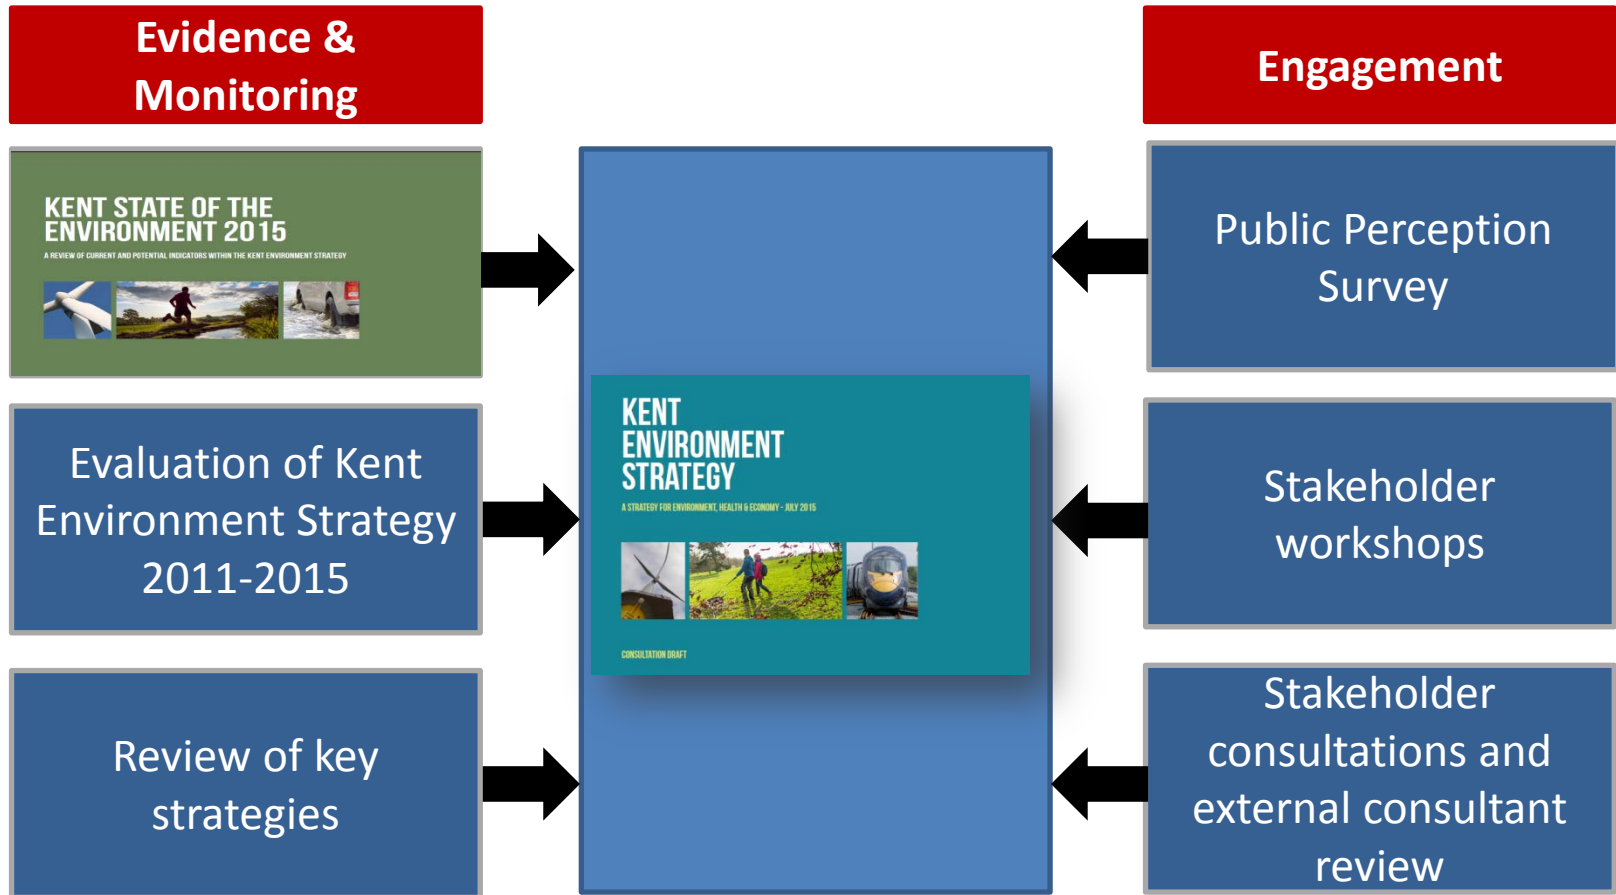 Evidence &
Monitoring
KENT STATE OF THE
ENVIRONMENT 2015
A REVIEW OF CURRENT AND POTENTIAL INDICATORS WITHIN THE KENT ENVIRONMENT STRATEGY
Evaluation of Kent
Environment Strategy
2011-2015
Review of key
strategies
KENT
ENVIRONMENT
STRATEGY
A STRATEGY FOR ENVIRONMENT, HEALTH & ECONOMY - JULY 2015
CONSULTATION DRAFT
Engagement
Public Perception
Survey
Stakeholder
workshops
Stakeholder
consultations and
external consultant
review